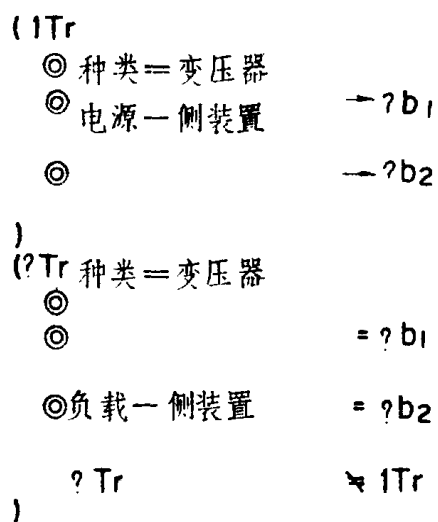 (1Tr
◎ 种类＝变压器
◎ 电源一侧装置 →?b1
◎ →?b2
)
(?Tr 种类＝变压器
◎
◎ = ?b1
◎负载一侧装置 = ?b2
?Tr ≒ 1Tr
)